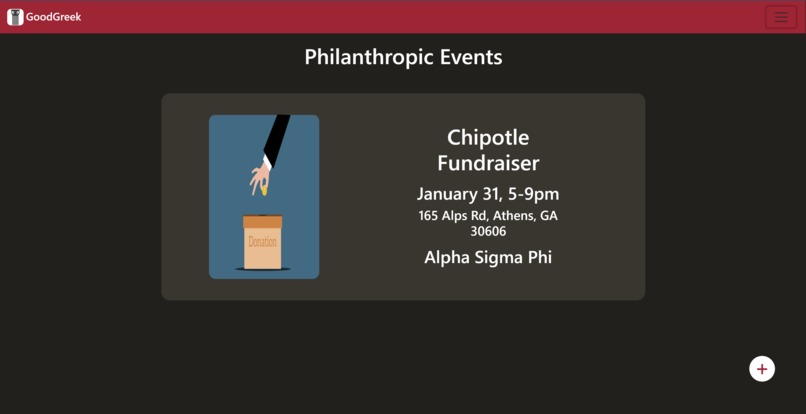 GoodGreek
Philanthropic Events
Chipotle
Fundraiser
January 31, 5-9pm
165 Alps Rd, Athens, GA
30606
Alpha Sigma Phi
Donation